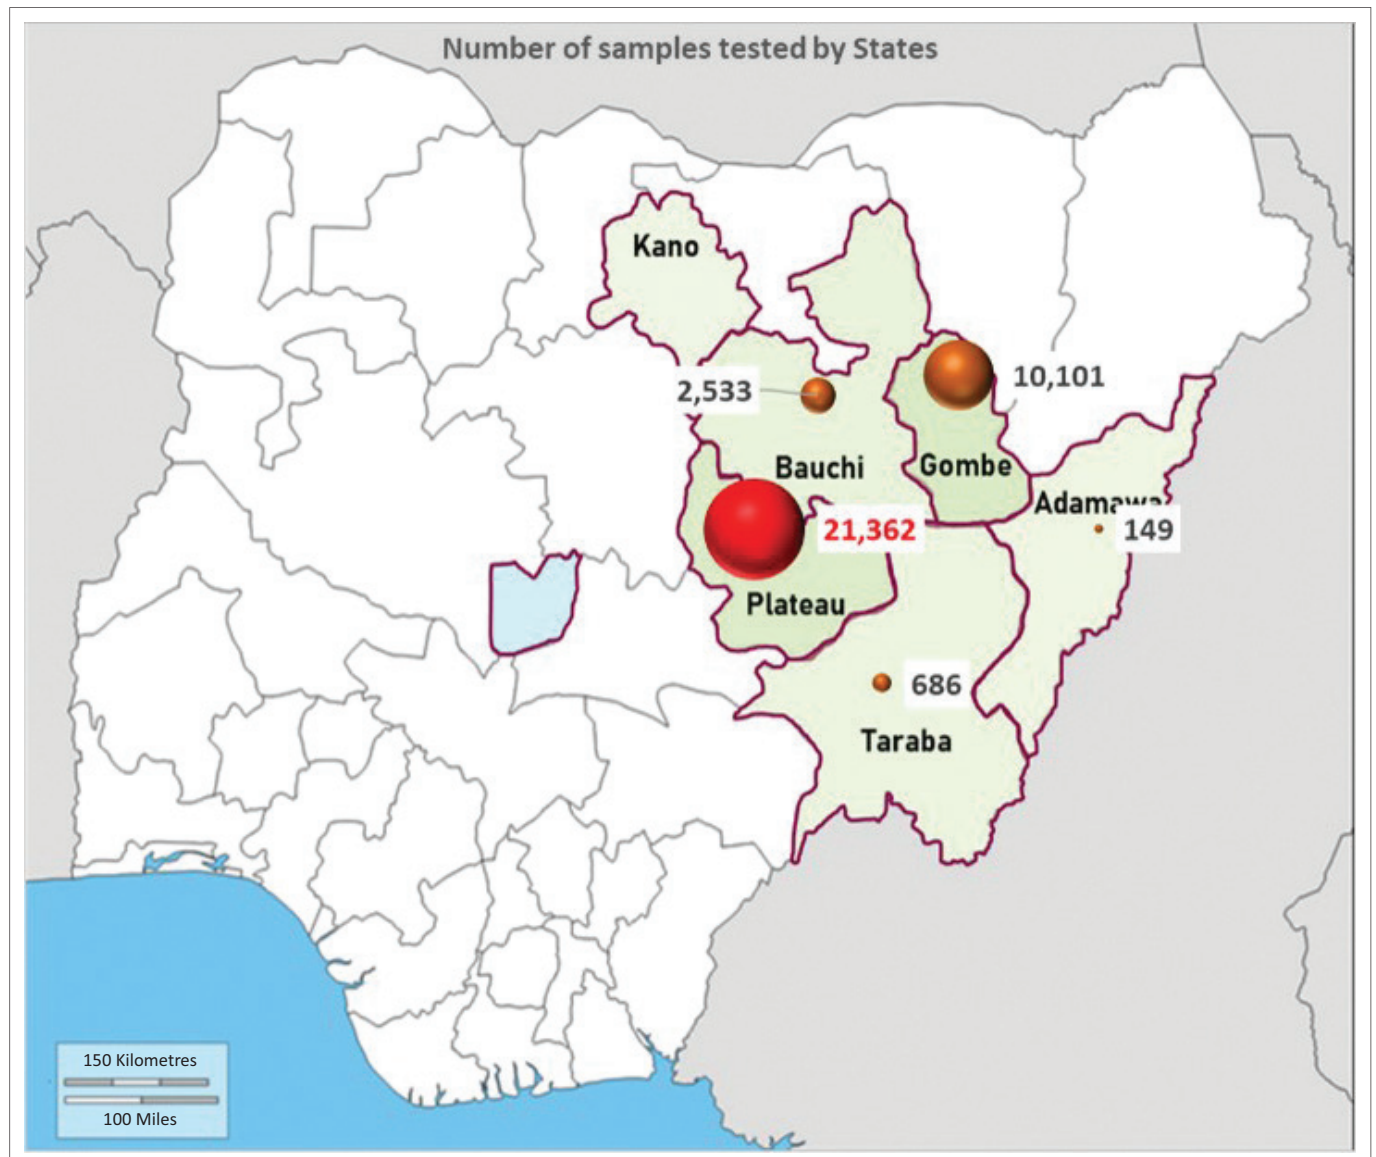 Number of samples tested by States
Kano
2,533
10,101
Bauchi
Gombe
Adamawa
149
21,362
Plateau
686
Taraba
150 Kilometres
100 Miles